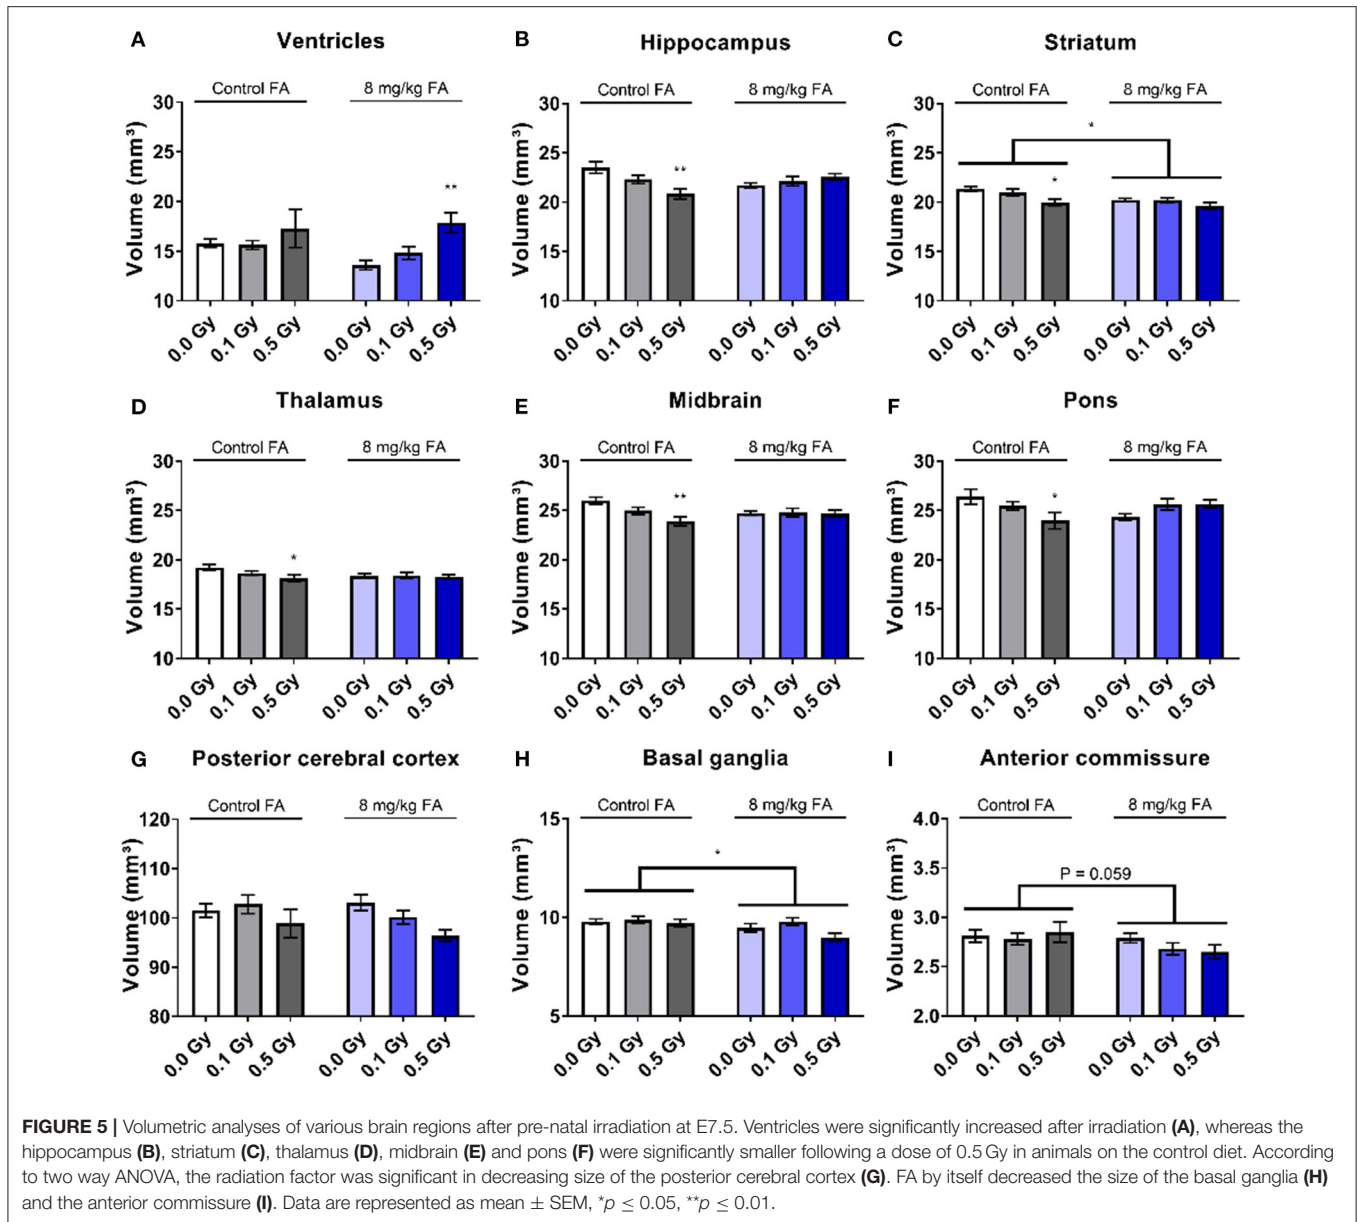 A
Ventricles
Control FA
8 mg/kg FA
Volume (mm³)
30
25
20
15
10
**
0.0 Gy
0.1 Gy
0.5 Gy
0.0 Gy
0.1 Gy
0.5 Gy
B
Hippocampus
Control FA
8 mg/kg FA
Volume (mm³)
30
25
20
15
10
**
0.0 Gy
0.1 Gy
0.5 Gy
0.0 Gy
0.1 Gy
0.5 Gy
C
Striatum
Control FA
8 mg/kg FA
Volume (mm³)
30
25
20
15
10
*
*
0.0 Gy
0.1 Gy
0.5 Gy
0.0 Gy
0.1 Gy
0.5 Gy
D
Thalamus
Control FA
8 mg/kg FA
Volume (mm³)
30
25
20
15
10
*
0.0 Gy
0.1 Gy
0.5 Gy
0.0 Gy
0.1 Gy
0.5 Gy
E
Midbrain
Control FA
8 mg/kg FA
Volume (mm³)
30
25
20
15
10
**
0.0 Gy
0.1 Gy
0.5 Gy
0.0 Gy
0.1 Gy
0.5 Gy
F
Pons
Control FA
8 mg/kg FA
Volume (mm³)
30
25
20
15
10
*
0.0 Gy
0.1 Gy
0.5 Gy
0.0 Gy
0.1 Gy
0.5 Gy
G
Posterior cerebral cortex
Control FA
8 mg/kg FA
Volume (mm³)
120
110
100
90
80
0.0 Gy
0.1 Gy
0.5 Gy
0.0 Gy
0.1 Gy
0.5 Gy
H
Basal ganglia
Control FA
8 mg/kg FA
Volume (mm³)
15
10
5
*
0.0 Gy
0.1 Gy
0.5 Gy
0.0 Gy
0.1 Gy
0.5 Gy
I
Anterior commissure
Control FA
8 mg/kg FA
Volume (mm³)
4.0
3.5
3.0
2.5
2.0
P = 0.059
0.0 Gy
0.1 Gy
0.5 Gy
0.0 Gy
0.1 Gy
0.5 Gy
FIGURE 5 | Volumetric analyses of various brain regions after pre-natal irradiation at E7.5. Ventricles were significantly increased after irradiation (A), whereas the
hippocampus (B), striatum (C), thalamus (D), midbrain (E) and pons (F) were significantly smaller following a dose of 0.5 Gy in animals on the control diet. According
to two way ANOVA, the radiation factor was significant in decreasing size of the posterior cerebral cortex (G). FA by itself decreased the size of the basal ganglia (H)
and the anterior commissure (I). Data are represented as mean ± SEM, *p ≤ 0.05, **p ≤ 0.01.